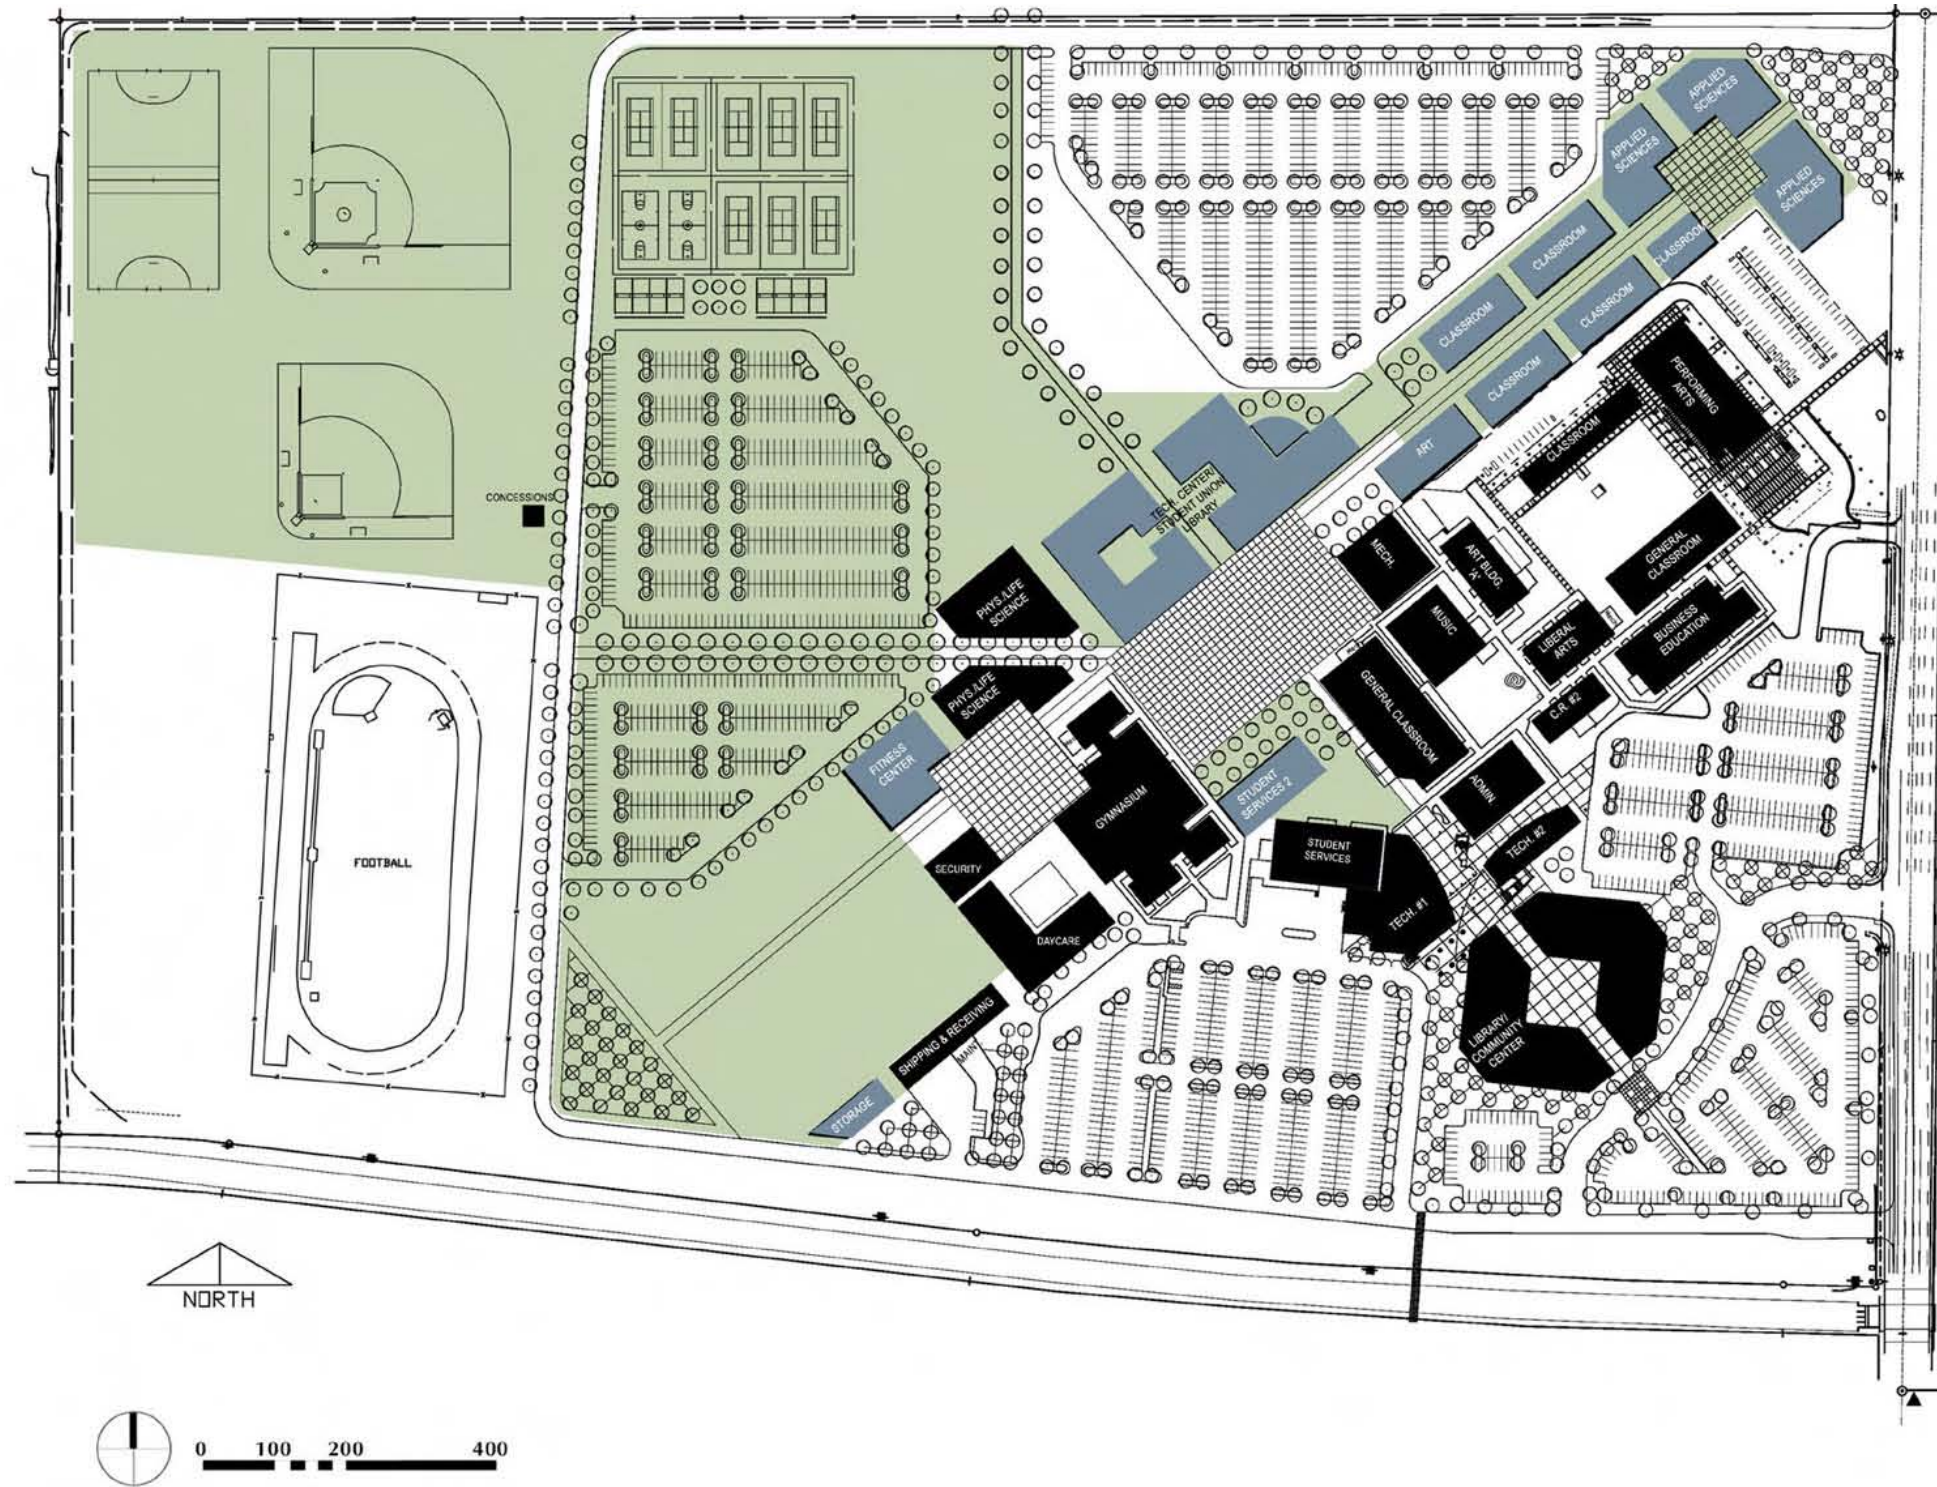 APPLIED
SCIENCES
APPLIED
SCIENCES
APPLIED
SCIENCES
CLASSROOM
CLASSROOM
CLASSROOM
CLASSROOM
CLASSROOM
ART
PERFORMING
ARTS
CLASSROOM
CONCESSIONS
TECH. CENTER/
STUDENT UNION
LIBRARY
MECH.
ART BLDG.
'A'
GENERAL
CLASSROOM
PHYS./LIFE
SCIENCE
MUSIC
LIBERAL
ARTS
BUSINESS
EDUCATION
PHYS./LIFE
SCIENCE
GENERAL CLASSROOM
C.R. #2
FITNESS
CENTER
STUDENT
SERVICES 2
ADMIN
GYMNASIUM
TECH. #2
STUDENT
SERVICES
FOOTBALL
SECURITY
TECH. #1
DAYCARE
LIBRARY/
COMMUNITY
CENTER
SHIPPING & RECEIVING
MAINT
STORAGE
NORTH
0 100 200 400